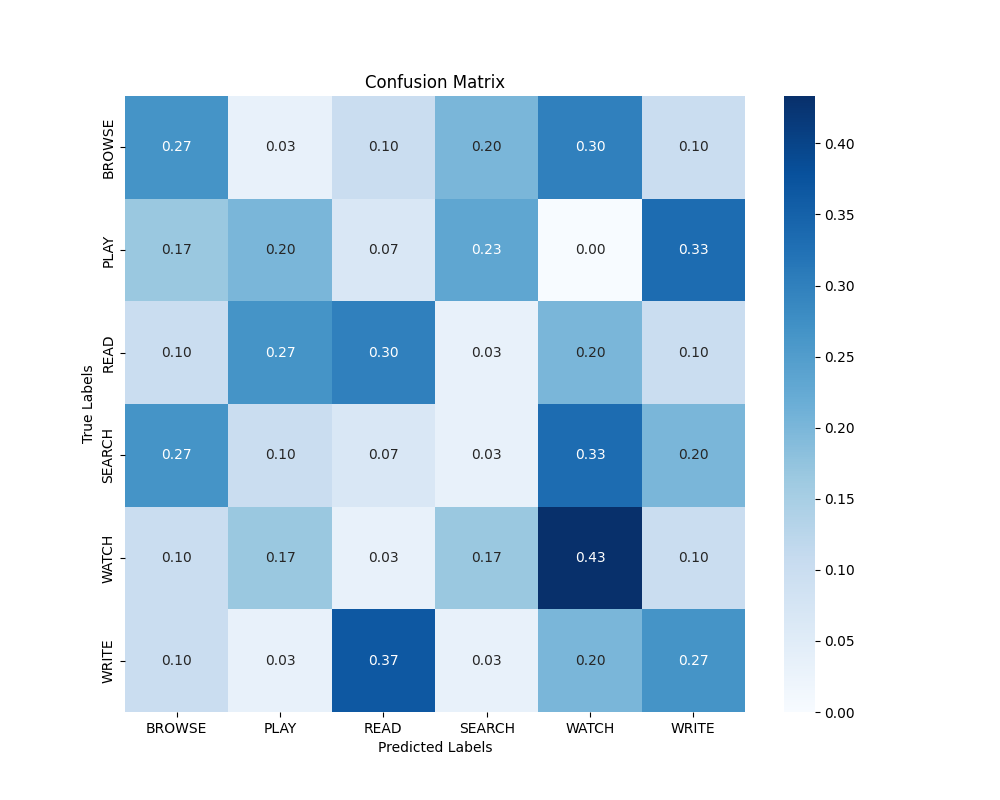 Confusion Matrix
BROWSE 0.27 0.03 0.10 0.20 0.30 0.10
PLAY 0.17 0.20 0.07 0.23 0.00 0.33
READ 0.10 0.27 0.30 0.03 0.20 0.10
SEARCH 0.27 0.10 0.07 0.03 0.33 0.20
WATCH 0.10 0.17 0.03 0.17 0.43 0.10
WRITE 0.10 0.03 0.37 0.03 0.20 0.27
True Labels
BROWSE PLAY READ SEARCH WATCH WRITE
Predicted Labels
0.40
0.35
0.30
0.25
0.20
0.15
0.10
0.05
0.00